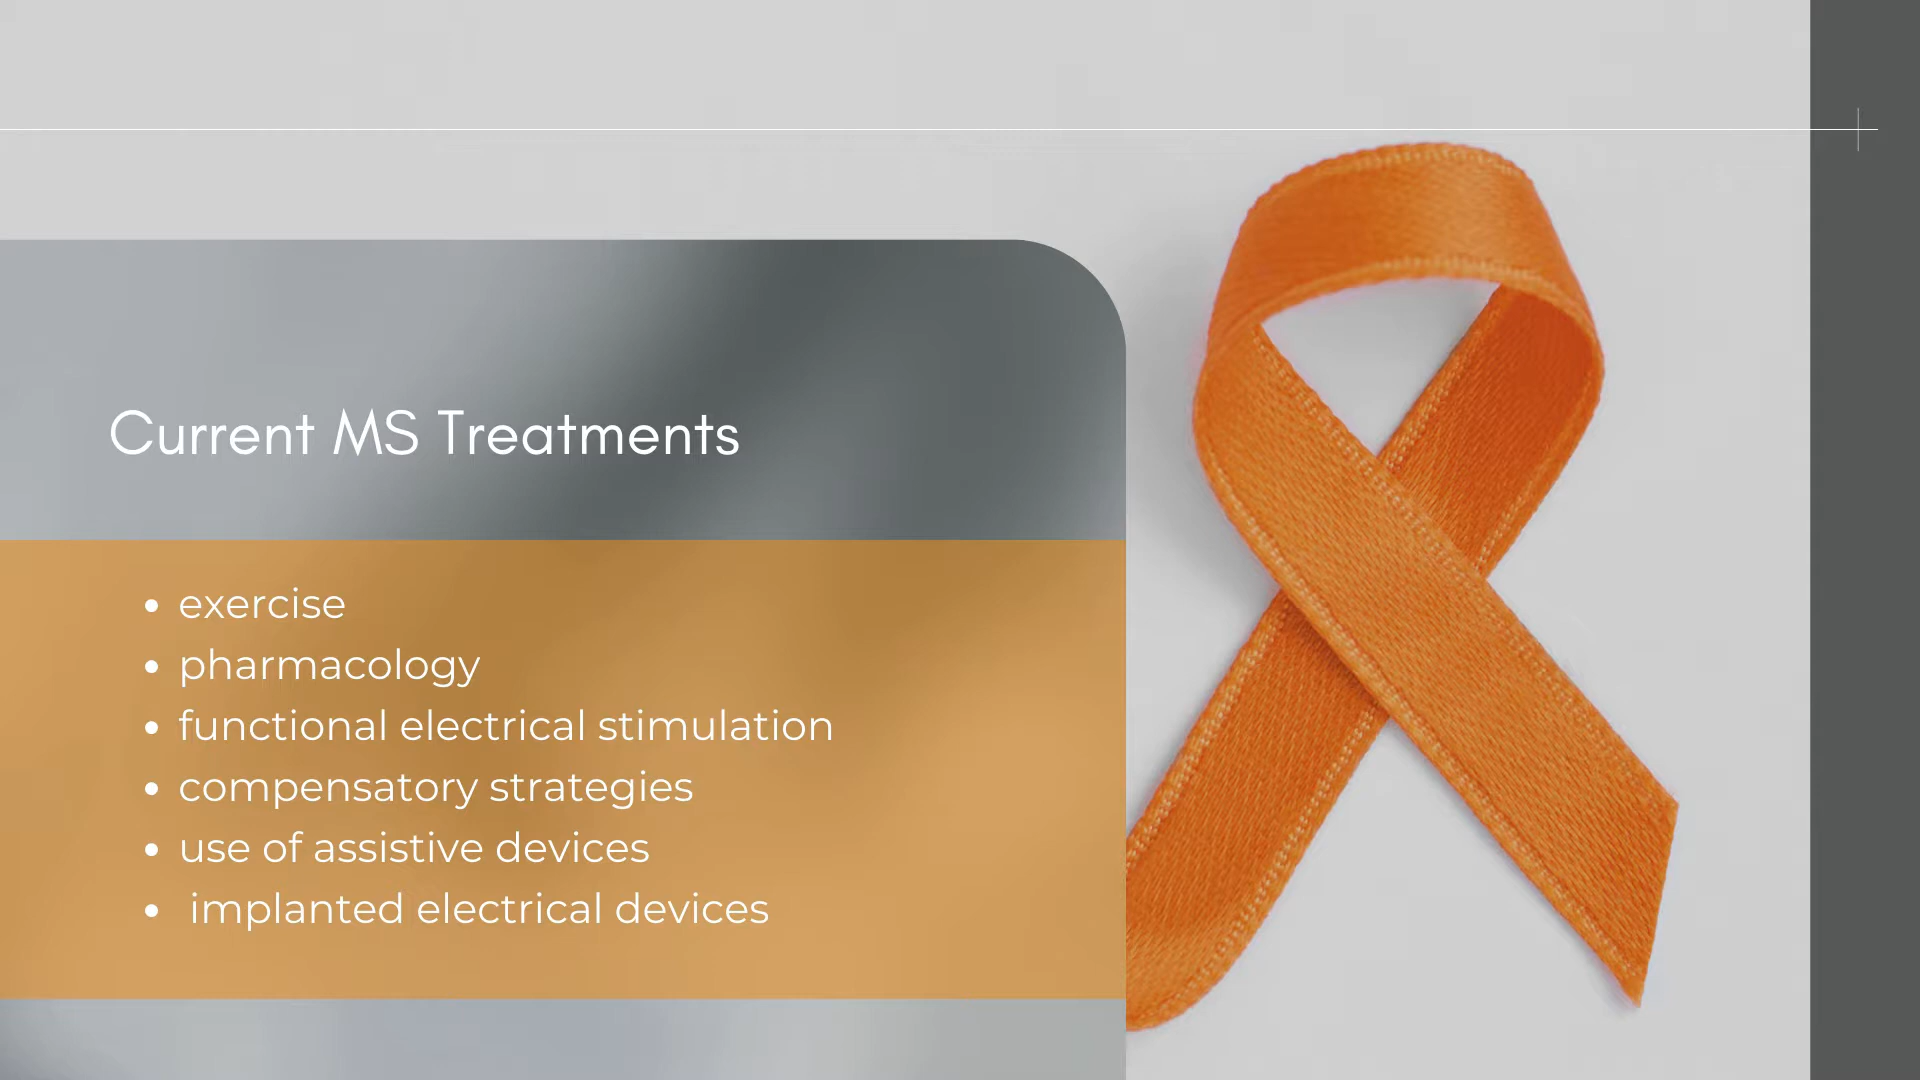 Current MS Treatments
• exercise
• pharmacology
• functional electrical stimulation
• compensatory strategies
• use of assistive devices
• implanted electrical devices